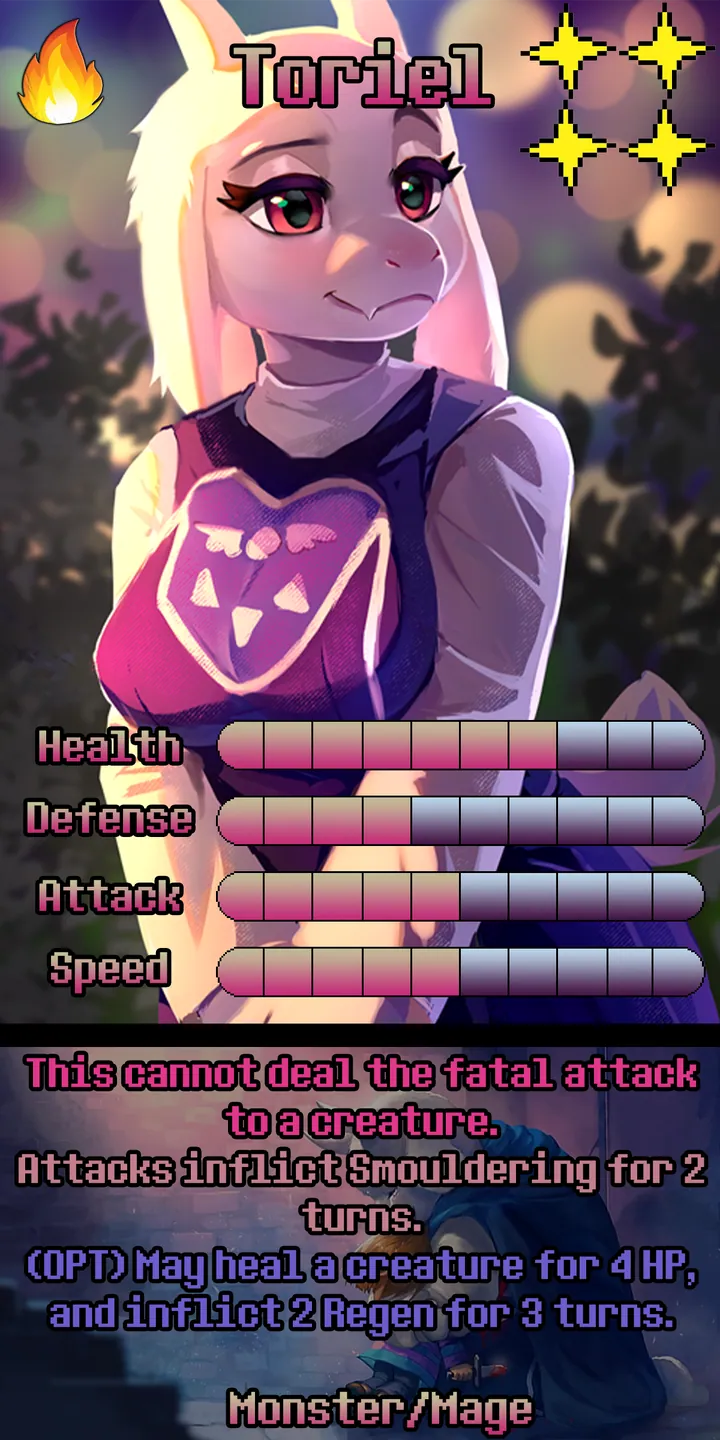 Toriel
Health
Defense
Attack
Speed
This cannot deal the fatal attack
to a creature.
Attacks inflict Smouldering for 2
turns.
(OPT) May heal a creature for 4 HP,
and inflict 2 Regen for 3 turns.
Monster/Mage